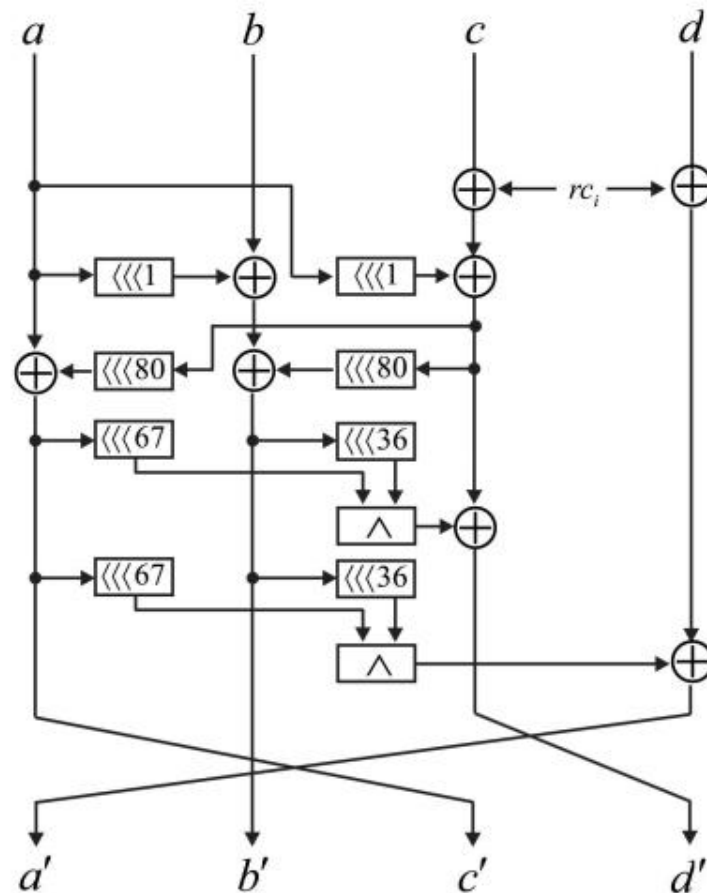 a b c d
rc_i
⋘1 ⋘1
⋘80 ⋘80
⋘67 ⋘36
∧
⋘67 ⋘36
∧
a′ b′ c′ d′